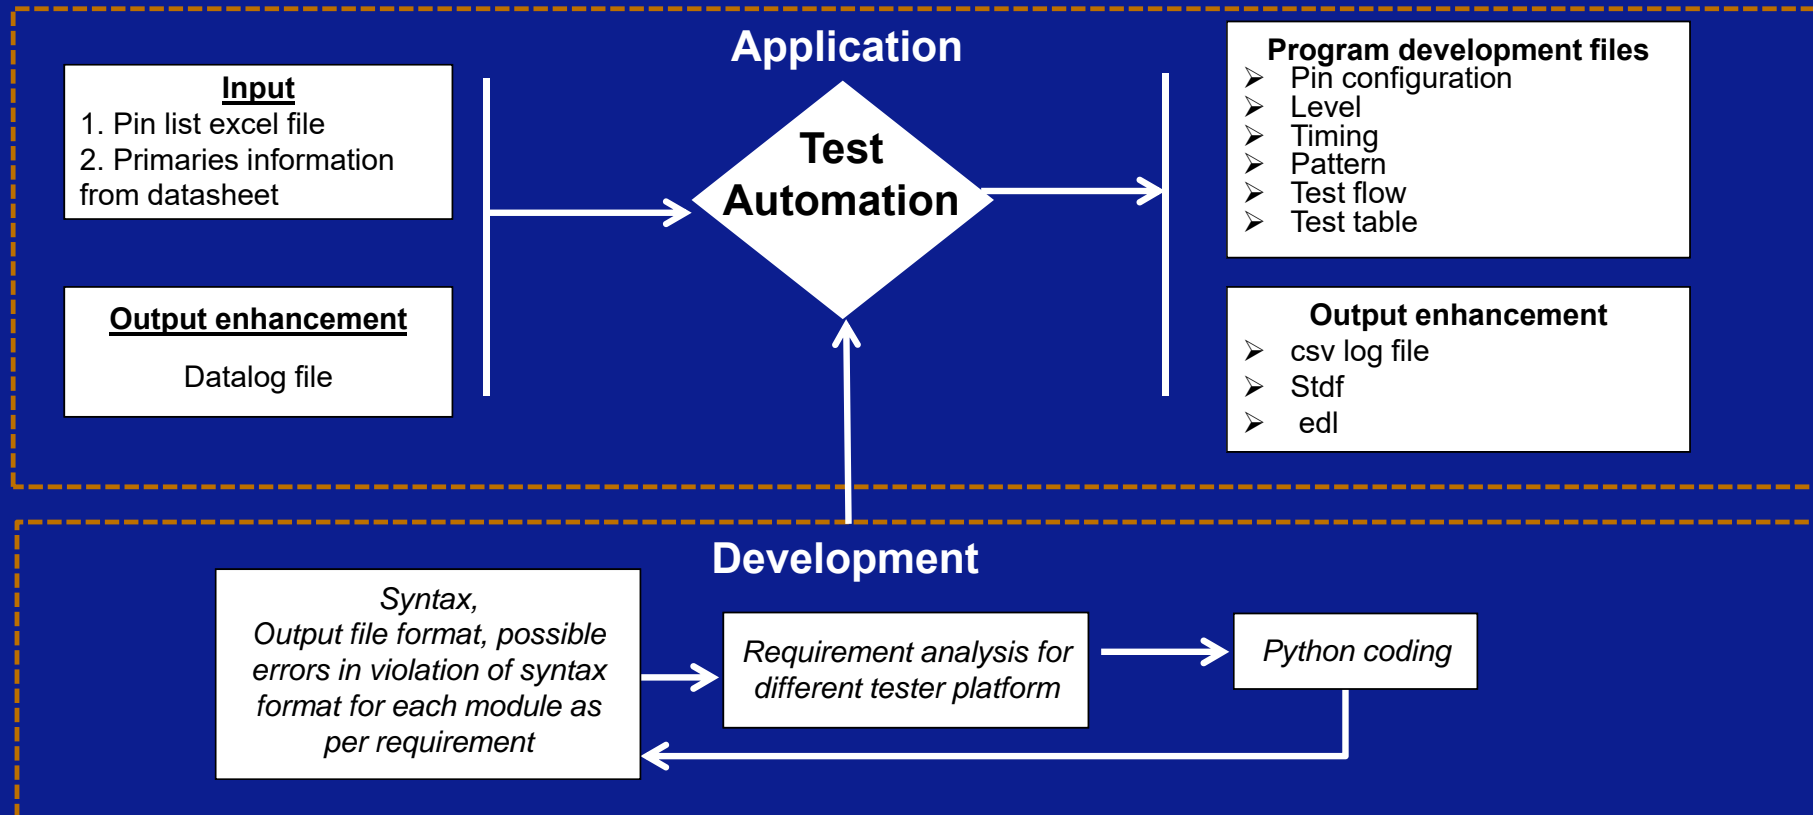 Application
Input
1. Pin list excel file
2. Primaries information
from datasheet
Output enhancement
Datalog file
Test
Automation
Program development files
➢ Pin configuration
➢ Level
➢ Timing
➢ Pattern
➢ Test flow
➢ Test table
Output enhancement
➢ csv log file
➢ Stdf
➢ edl
Development
Syntax,
Output file format, possible
errors in violation of syntax
format for each module as
per requirement
Requirement analysis for
different tester platform
Python coding